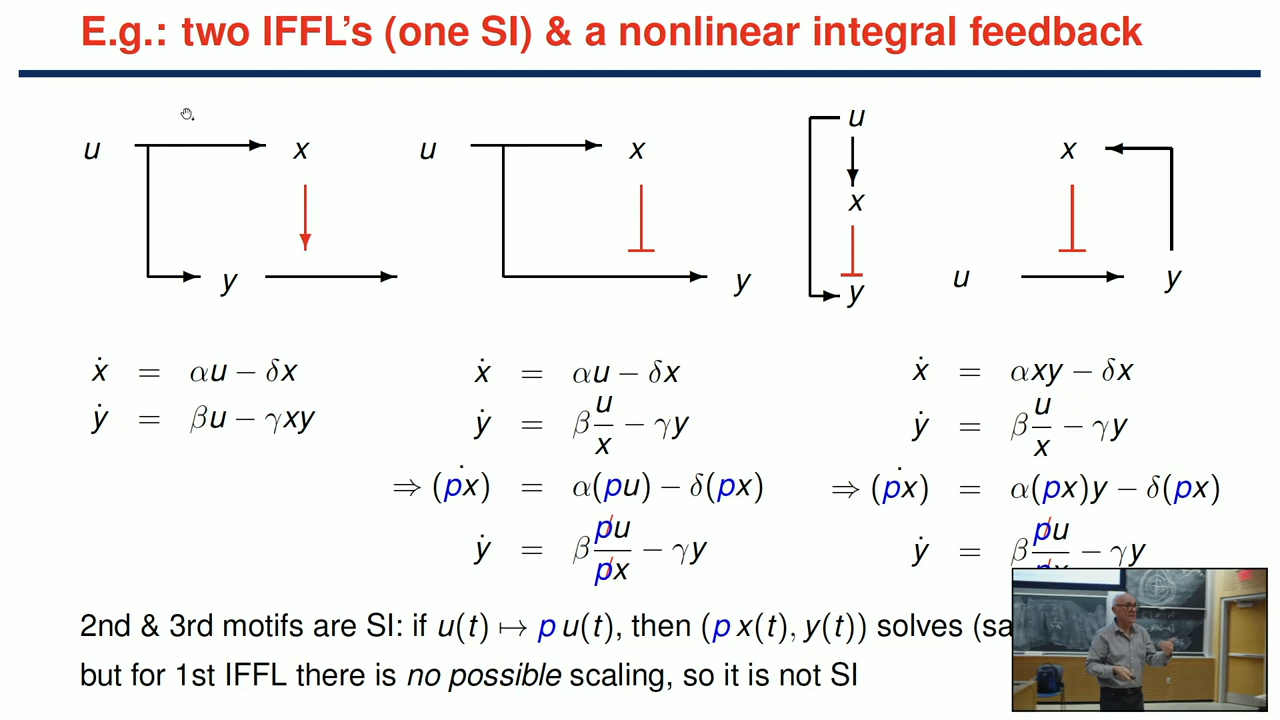 E.g.: two IFFL's (one SI) & a nonlinear integral feedback
u x
y
u x
y
u
x
y
x
u y
ẋ = αu − δx
ẏ = βu − γxy
ẋ = αu − δx
ẏ = β u/x − γy
⇒ (ṗx) = α(pu) − δ(px)
ẏ = β pu/px − γy
ẋ = αxy − δx
ẏ = β u/x − γy
⇒ (ṗx) = α(px)y − δ(px)
ẏ = β pu/px − γy
2nd & 3rd motifs are SI: if u(t) ↦ p u(t), then (p x(t), y(t)) solves
but for 1st IFFL there is no possible scaling, so it is not SI